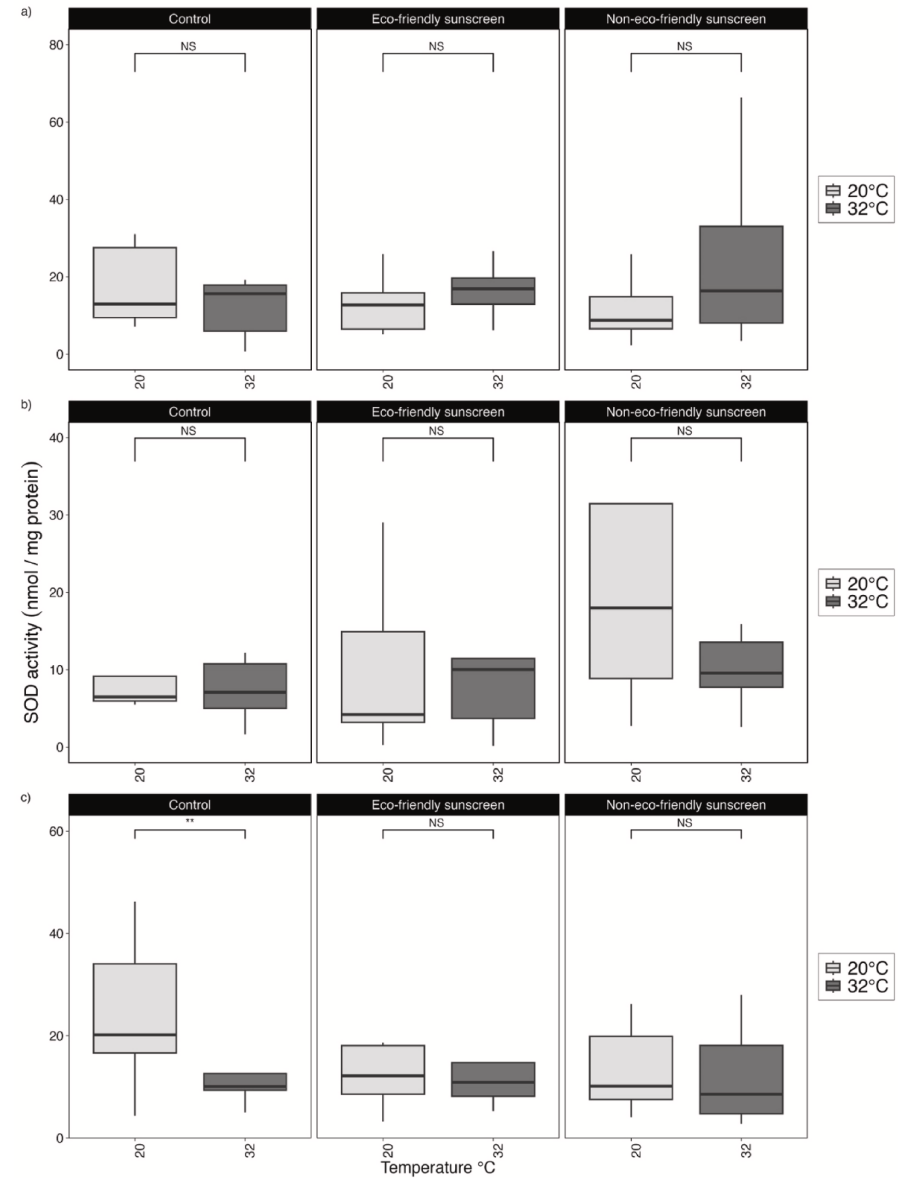 a)
Control
Eco-friendly sunscreen
Non-eco-friendly sunscreen
80
60
40
20
0
NS
NS
NS
20
32
20
32
20
32
20°C
32°C
b)
Control
Eco-friendly sunscreen
Non-eco-friendly sunscreen
SOD activity (nmol / mg protein)
40
30
20
10
0
NS
NS
NS
20
32
20
32
20
32
20°C
32°C
c)
Control
Eco-friendly sunscreen
Non-eco-friendly sunscreen
60
40
20
0
**
NS
NS
20
32
20
32
20
32
20°C
32°C
Temperature °C